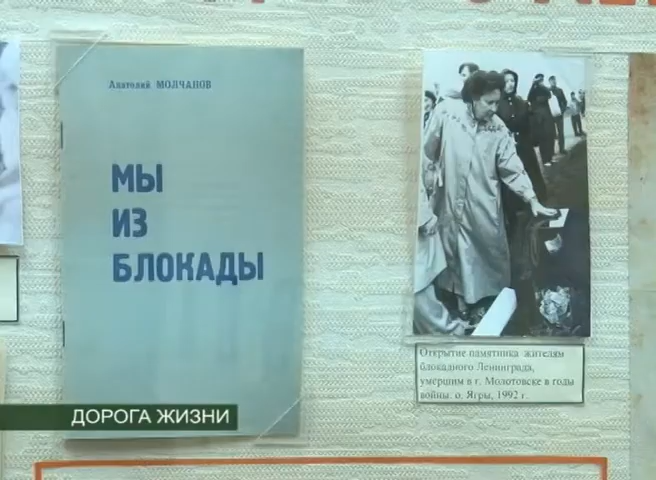 Анатолий МОЛЧАНОВ
МЫ
ИЗ
БЛОКАДЫ
Открытие памятника жителям
блокадного Ленинграда,
умершим в г. Молотовске в годы
войны. о. Ягры, 1992 г.
ДОРОГА ЖИЗНИ